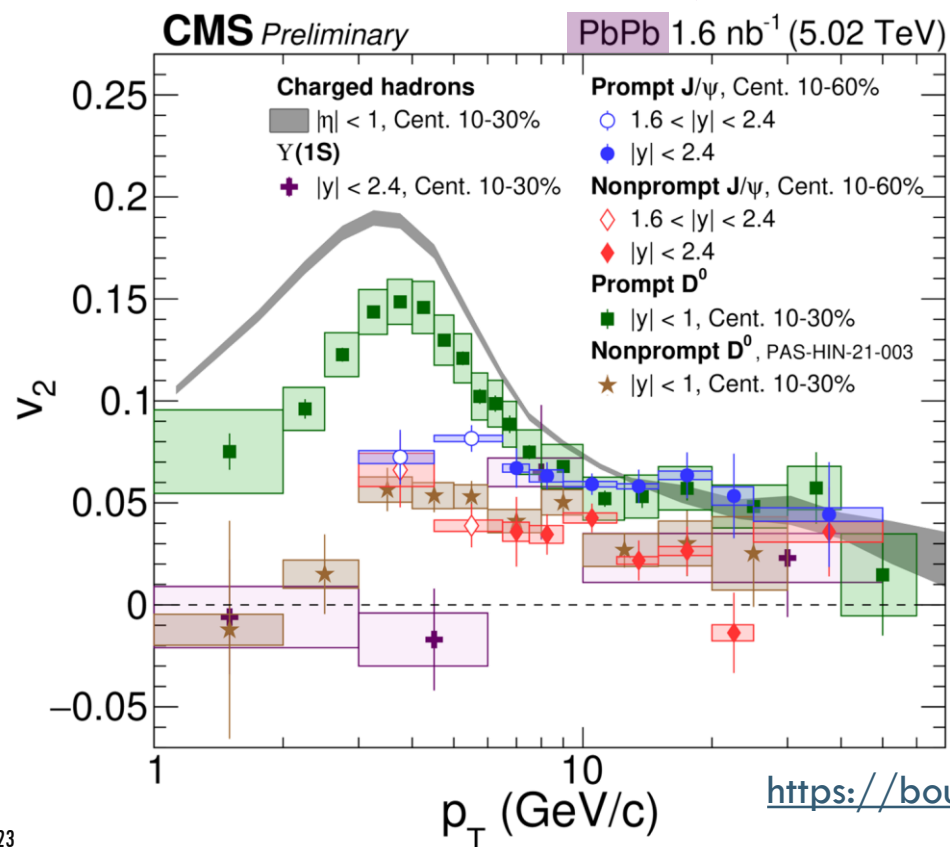 CMS Preliminary PbPb 1.6 nb⁻¹ (5.02 TeV)
Charged hadrons
|η| < 1, Cent. 10-30%
Υ(1S)
|y| < 2.4, Cent. 10-30%
Prompt J/ψ, Cent. 10-60%
1.6 < |y| < 2.4
|y| < 2.4
Nonprompt J/ψ, Cent. 10-60%
1.6 < |y| < 2.4
|y| < 2.4
Prompt D⁰
|y| < 1, Cent. 10-30%
Nonprompt D⁰, PAS-HIN-21-003
|y| < 1, Cent. 10-30%
v₂
0.25
0.2
0.15
0.1
0.05
0
−0.05
1
10
p_T (GeV/c)
https://bou
23